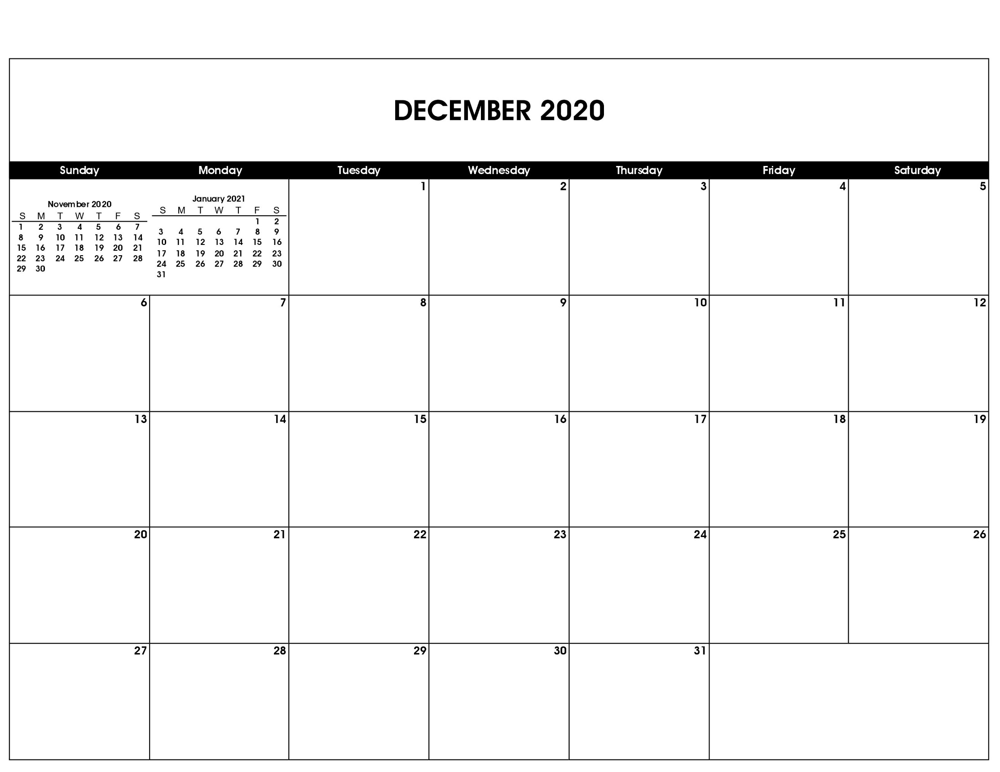 DECEMBER 2020
Sunday Monday Tuesday Wednesday Thursday Friday Saturday
1 2 3 4 5
November 2020
S M T W T F S
1 2 3 4 5 6 7
8 9 10 11 12 13 14
15 16 17 18 19 20 21
22 23 24 25 26 27 28
29 30
January 2021
S M T W T F S
1 2
3 4 5 6 7 8 9
10 11 12 13 14 15 16
17 18 19 20 21 22 23
24 25 26 27 28 29 30
31
6 7 8 9 10 11 12
13 14 15 16 17 18 19
20 21 22 23 24 25 26
27 28 29 30 31